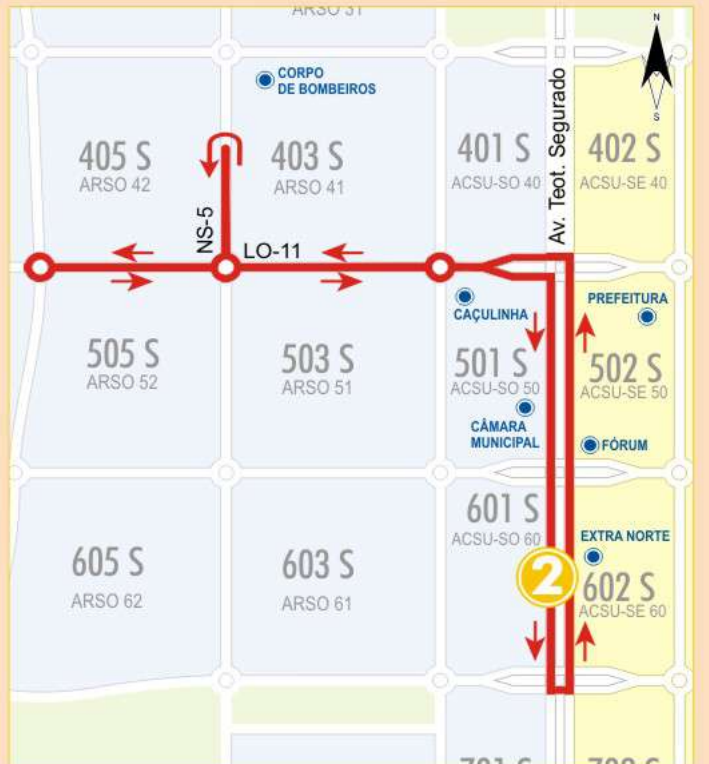 ARSO 31
N
S
CORPO
DE BOMBEIROS
Av. Teot. Segurado
405 S
ARSO 42
403 S
ARSO 41
401 S
ACSU-SO 40
402 S
ACSU-SE 40
NS-5
LO-11
CAÇULINHA
PREFEITURA
505 S
ARSO 52
503 S
ARSO 51
501 S
ACSU-SO 50
502 S
ACSU-SE 50
CÂMARA
MUNICIPAL
FÓRUM
601 S
ACSU-SO 60
EXTRA NORTE
605 S
ARSO 62
603 S
ARSO 61
2
602 S
ACSU-SE 60